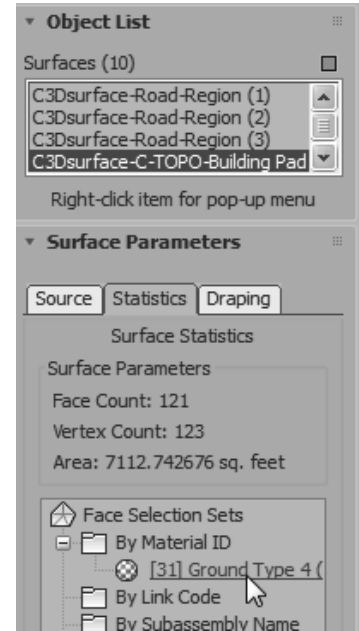 Object List
Surfaces (10)
C3Dsurface-Road-Region (1)
C3Dsurface-Road-Region (2)
C3Dsurface-Road-Region (3)
C3Dsurface-C-TOPO-Building Pad
Right-click item for pop-up menu
Surface Parameters
Source Statistics Draping
Surface Statistics
Surface Parameters
Face Count: 121
Vertex Count: 123
Area: 7112.742676 sq. feet
Face Selection Sets
By Material ID
[31] Ground Type 4 (
By Link Code
By Subassembly Name